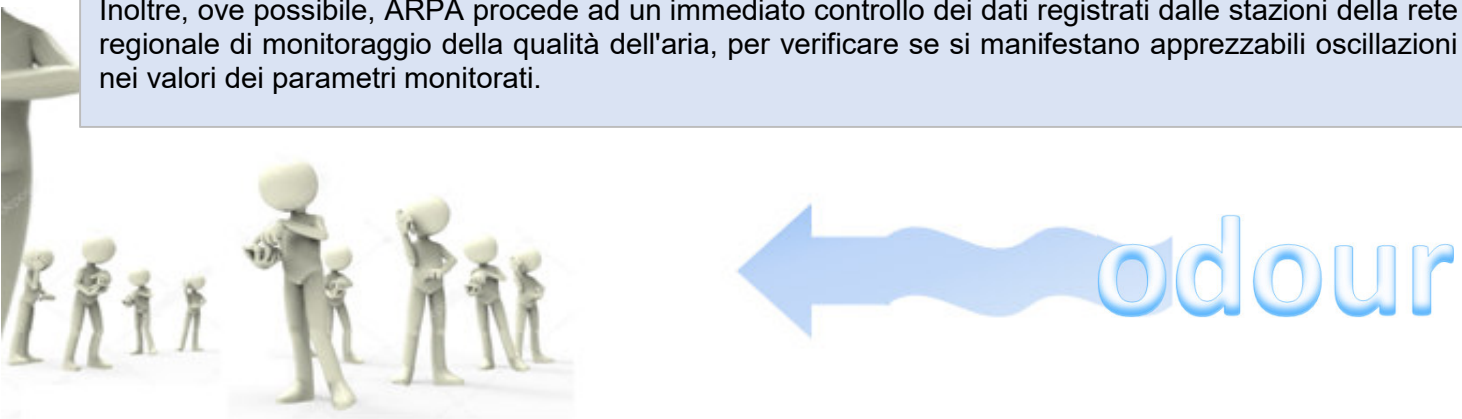 Inoltre, ove possibile, ARPA procede ad un immediato controllo dei dati registrati dalle stazioni della rete
regionale di monitoraggio della qualità dell'aria, per verificare se si manifestano apprezzabili oscillazioni
nei valori dei parametri monitorati.
odour